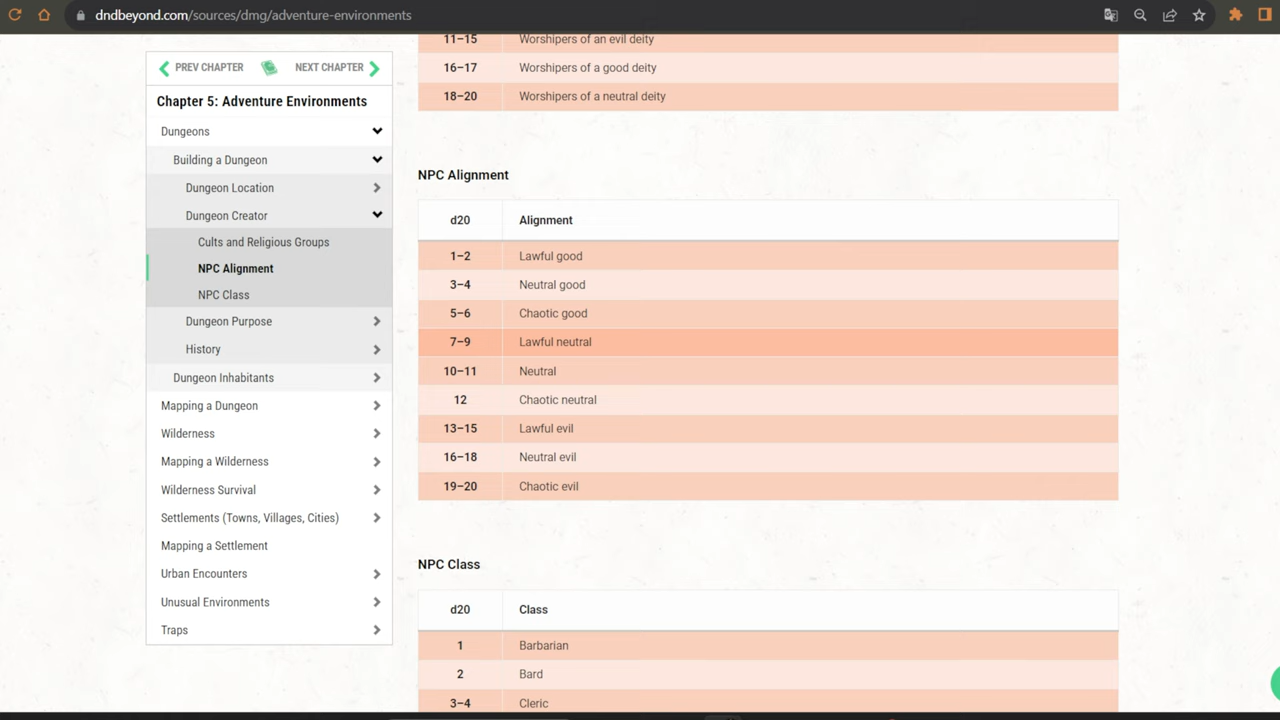 dndbeyond.com/sources/dmg/adventure-environments
PREV CHAPTER
NEXT CHAPTER
Chapter 5: Adventure Environments
Dungeons
Building a Dungeon
Dungeon Location
Dungeon Creator
Cults and Religious Groups
NPC Alignment
NPC Class
Dungeon Purpose
History
Dungeon Inhabitants
Mapping a Dungeon
Wilderness
Mapping a Wilderness
Wilderness Survival
Settlements (Towns, Villages, Cities)
Mapping a Settlement
Urban Encounters
Unusual Environments
Traps
11–15 Worshipers of an evil deity
16–17 Worshipers of a good deity
18–20 Worshipers of a neutral deity
NPC Alignment
d20 Alignment
1–2 Lawful good
3–4 Neutral good
5–6 Chaotic good
7–9 Lawful neutral
10–11 Neutral
12 Chaotic neutral
13–15 Lawful evil
16–18 Neutral evil
19–20 Chaotic evil
NPC Class
d20 Class
1 Barbarian
2 Bard
3–4 Cleric